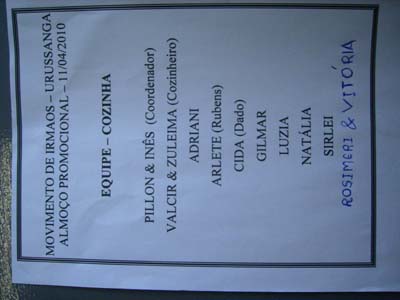 MOVIMENTO DE IRMAOS – URUSSANGA
ALMOÇO PROMOCIONAL – 11/04/2010
EQUIPE – COZINHA
PILLON & INÊS (Coordenador)
VALCIR & ZULEIMA (Cozinheiro)
ADRIANI
ARLETE (Rubens)
CIDA (Dado)
GILMAR
LUZIA
NATÁLIA
SIRLEI
ROSIMERI & VITÓRIA